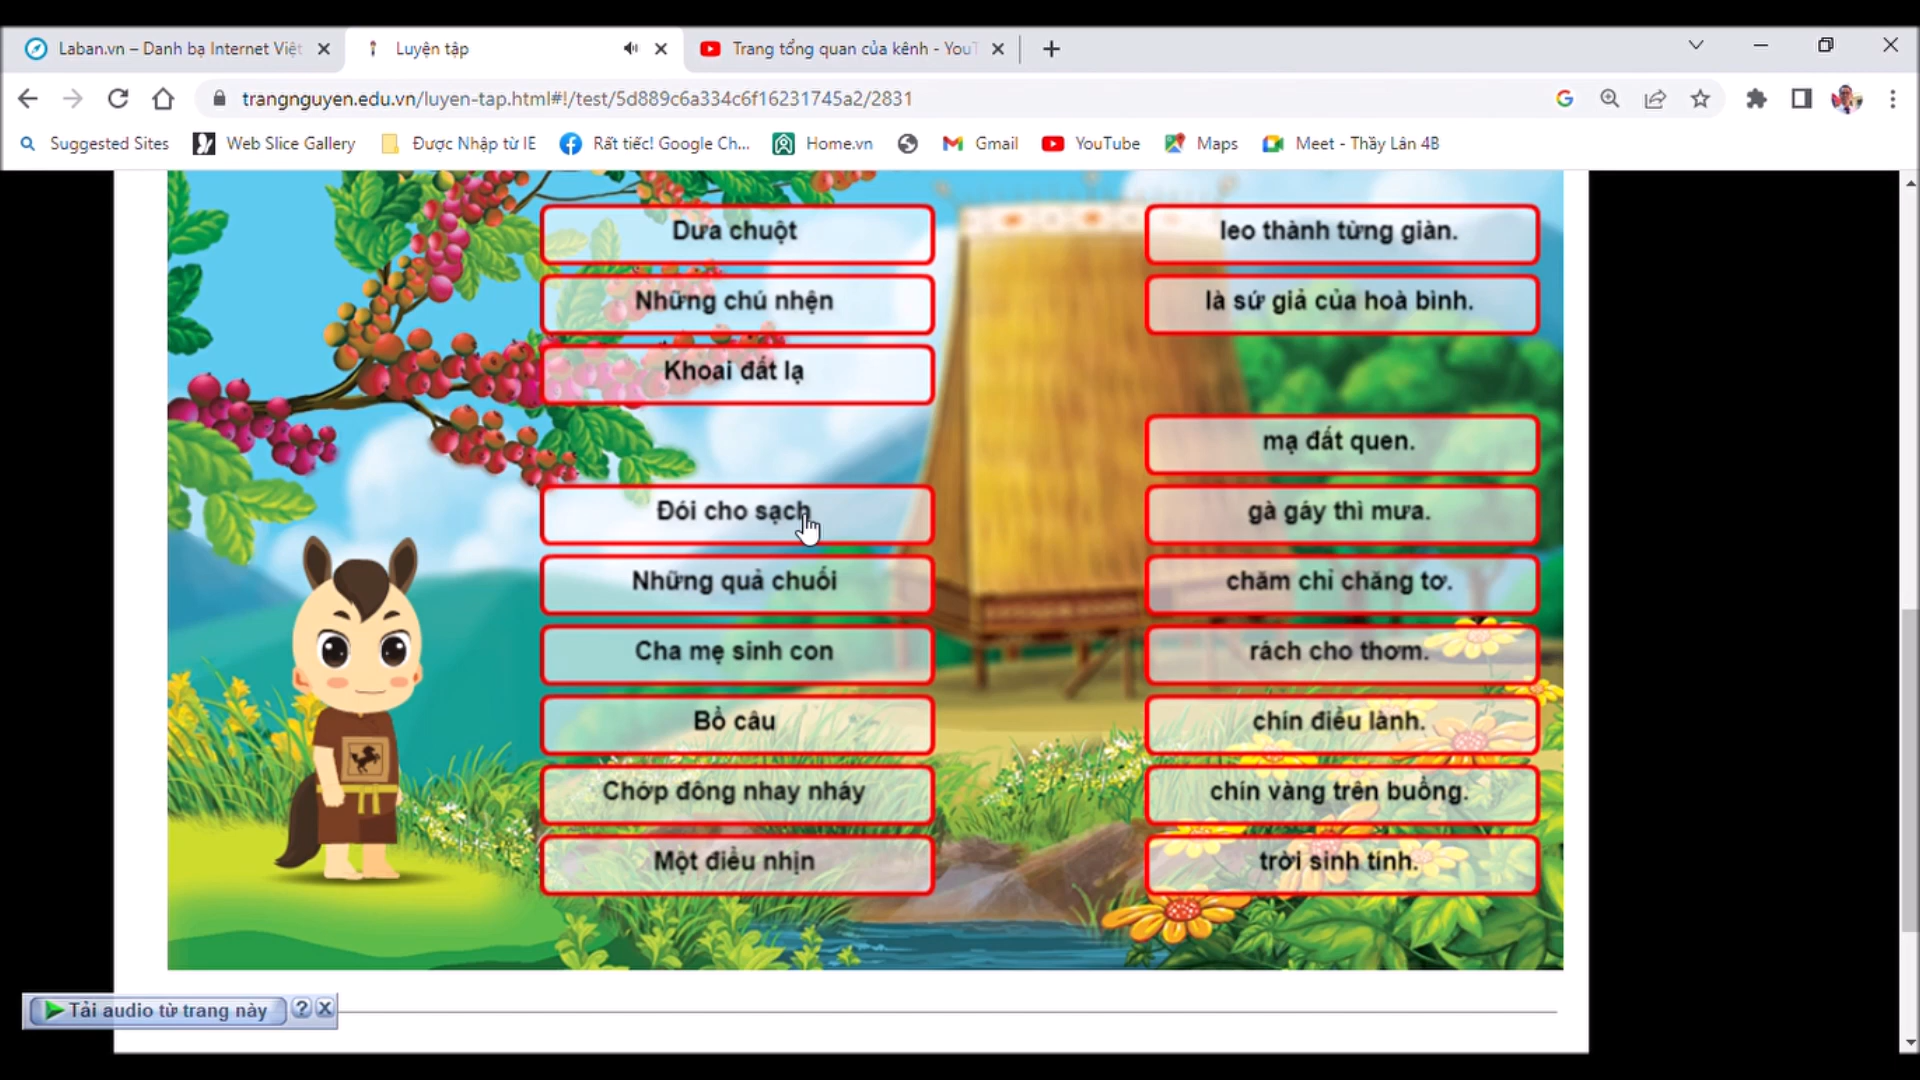 Laban.vn – Danh bạ Internet Việt
Luyện tập
Trang tổng quan của kênh - YouT
trangnguyen.edu.vn/luyen-tap.html#!/test/5d889c6a334c6f16231745a2/2831
Suggested Sites
Web Slice Gallery
Được Nhập từ IE
Rất tiếc! Google Ch...
Home.vn
Gmail
YouTube
Maps
Meet - Thầy Lân 4B
Dưa chuột
leo thành từng giàn.
Những chú nhện
là sứ giả của hoà bình.
Khoai đất lạ
mạ đất quen.
Đói cho sạch
gà gáy thì mưa.
Những quả chuối
chăm chỉ chăng tơ.
Cha mẹ sinh con
rách cho thơm.
Bồ câu
chín điều lành.
Chớp đông nhay nháy
chín vàng trên buồng.
Một điều nhịn
trời sinh tính.
Tải audio từ trang này